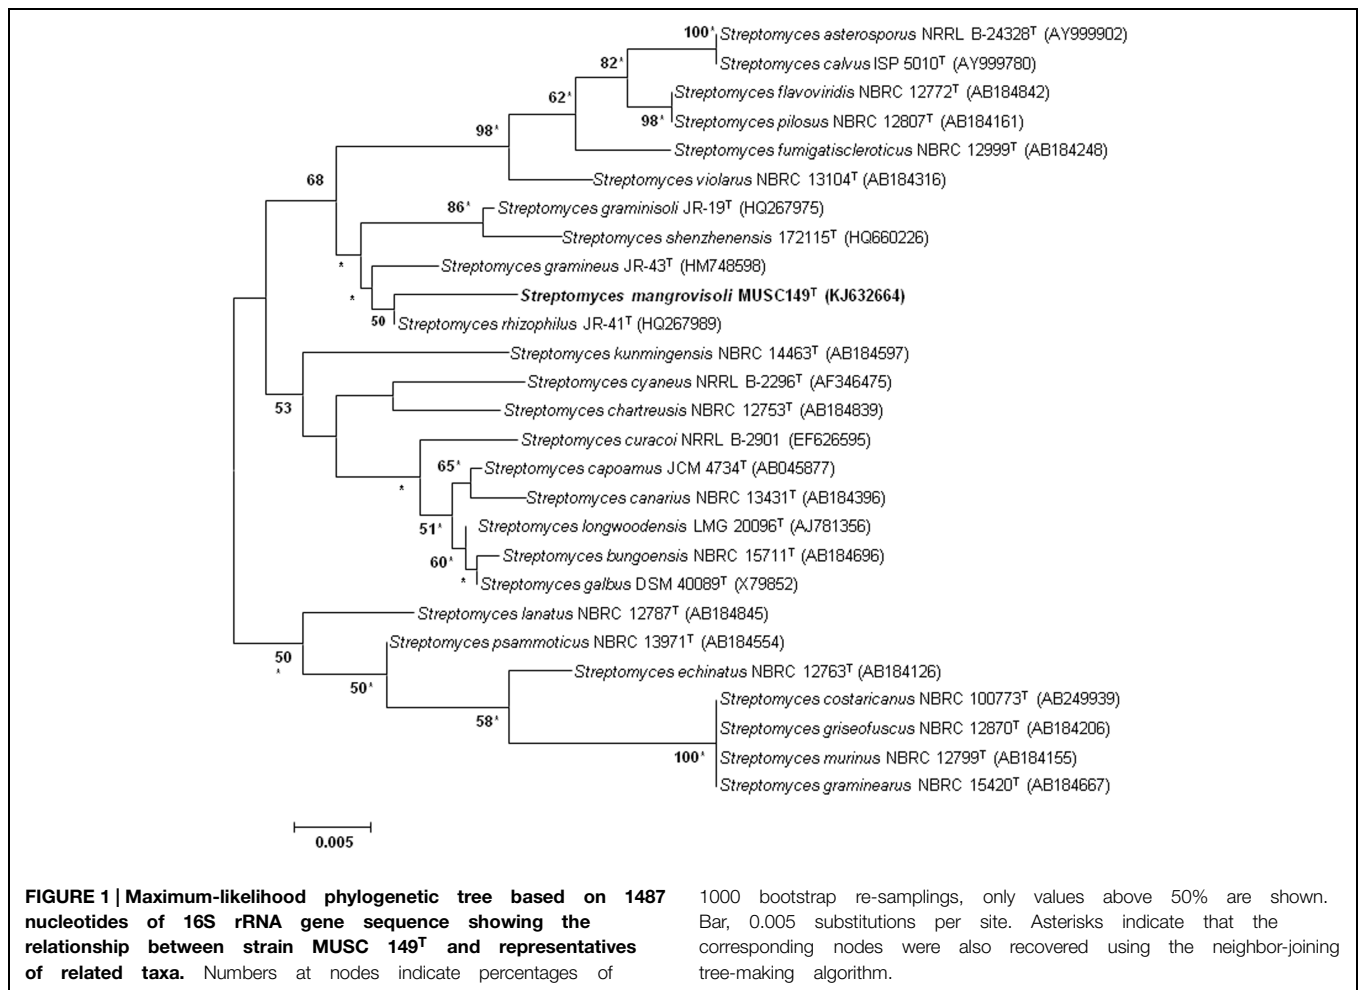 100* Streptomyces asterosporus NRRL B-24328ᵀ (AY999902)
Streptomyces calvus ISP 5010ᵀ (AY999780)
82*
Streptomyces flavoviridis NBRC 12772ᵀ (AB184842)
62*
98* Streptomyces pilosus NBRC 12807ᵀ (AB184161)
98*
Streptomyces fumigatiscleroticus NBRC 12999ᵀ (AB184248)
68
Streptomyces violarus NBRC 13104ᵀ (AB184316)
86* Streptomyces graminisoli JR-19ᵀ (HQ267975)
Streptomyces shenzhenensis 172115ᵀ (HQ660226)
*
Streptomyces gramineus JR-43ᵀ (HM748598)
*
Streptomyces mangrovisoli MUSC149ᵀ (KJ632664)
50 Streptomyces rhizophilus JR-41ᵀ (HQ267989)
Streptomyces kunmingensis NBRC 14463ᵀ (AB184597)
Streptomyces cyaneus NRRL B-2296ᵀ (AF346475)
53
Streptomyces chartreusis NBRC 12753ᵀ (AB184839)
Streptomyces curacoi NRRL B-2901 (EF626595)
65* Streptomyces capoamus JCM 4734ᵀ (AB045877)
*
Streptomyces canarius NBRC 13431ᵀ (AB184396)
51*
Streptomyces longwoodensis LMG 20096ᵀ (AJ781356)
60*
Streptomyces bungoensis NBRC 15711ᵀ (AB184696)
* Streptomyces galbus DSM 40089ᵀ (X79852)
Streptomyces lanatus NBRC 12787ᵀ (AB184845)
50
*
Streptomyces psammoticus NBRC 13971ᵀ (AB184554)
50*
Streptomyces echinatus NBRC 12763ᵀ (AB184126)
58*
Streptomyces costaricanus NBRC 100773ᵀ (AB249939)
Streptomyces griseofuscus NBRC 12870ᵀ (AB184206)
100* Streptomyces murinus NBRC 12799ᵀ (AB184155)
Streptomyces graminearus NBRC 15420ᵀ (AB184667)
0.005
FIGURE 1 | Maximum-likelihood phylogenetic tree based on 1487
nucleotides of 16S rRNA gene sequence showing the
relationship between strain MUSC 149ᵀ and representatives
of related taxa. Numbers at nodes indicate percentages of
1000 bootstrap re-samplings, only values above 50% are shown.
Bar, 0.005 substitutions per site. Asterisks indicate that the
corresponding nodes were also recovered using the neighbor-joining
tree-making algorithm.